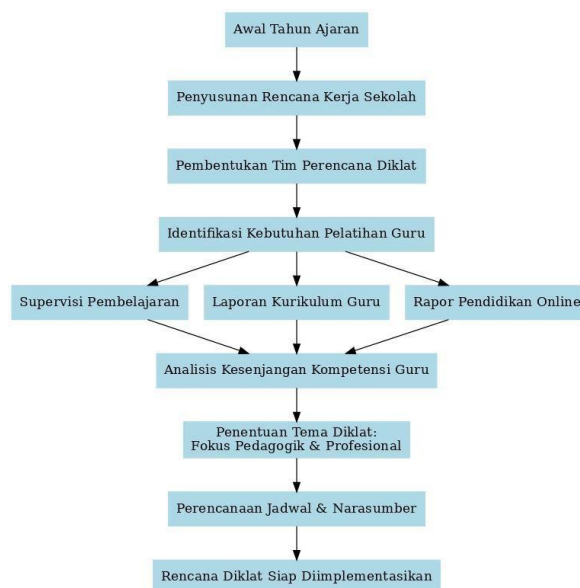 Awal Tahun Ajaran
Penyusunan Rencana Kerja Sekolah
Pembentukan Tim Perencana Diklat
Identifikasi Kebutuhan Pelatihan Guru
Supervisi Pembelajaran
Laporan Kurikulum Guru
Rapor Pendidikan Online
Analisis Kesenjangan Kompetensi Guru
Penentuan Tema Diklat:
Fokus Pedagogik & Profesional
Perencanaan Jadwal & Narasumber
Rencana Diklat Siap Diimplementasikan